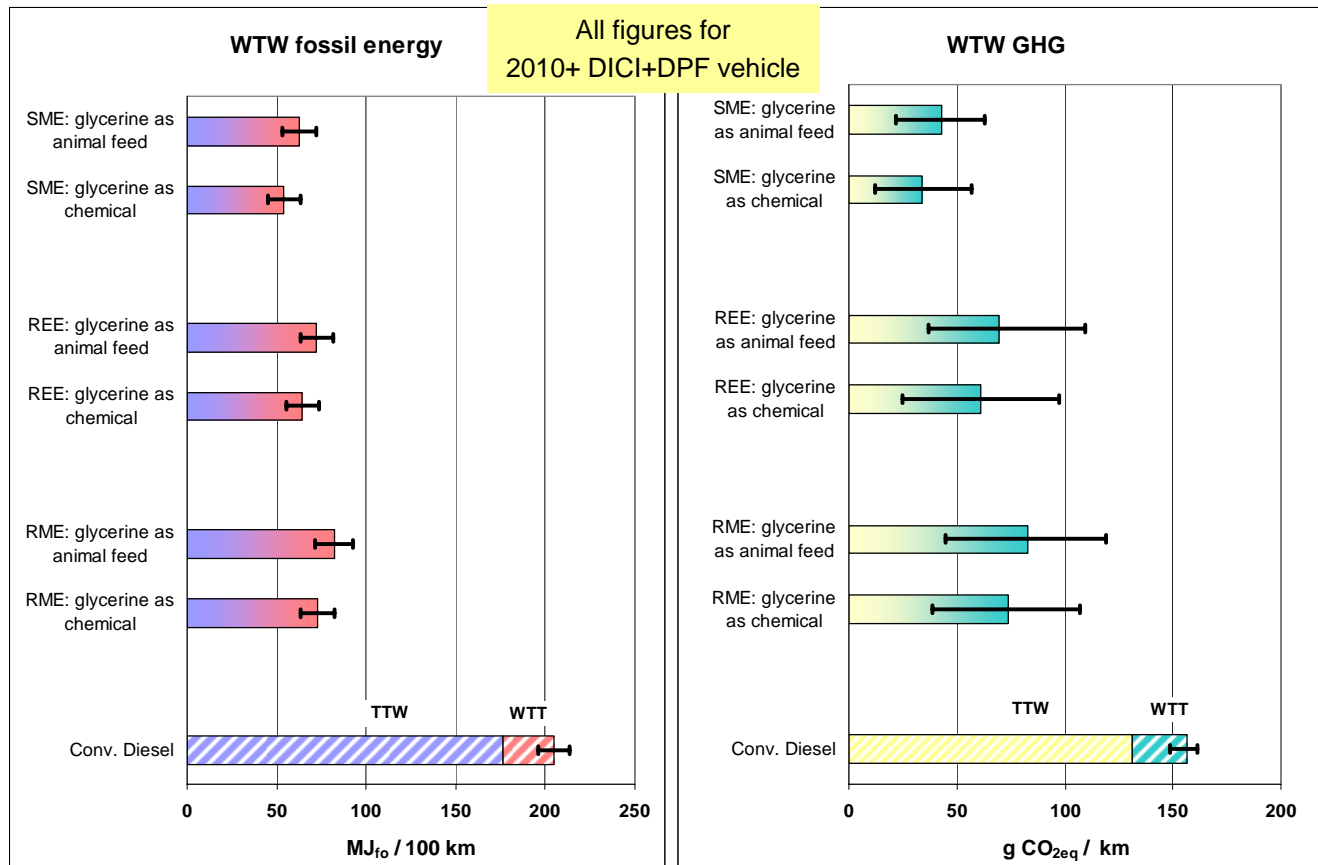 All figures for
2010+ DICI+DPF vehicle
WTW fossil energy
SME: glycerine as
animal feed
SME: glycerine as
chemical
REE: glycerine as
animal feed
REE: glycerine as
chemical
RME: glycerine as
animal feed
RME: glycerine as
chemical
TTW
WTT
Conv. Diesel
0 50 100 150 200 250
MJfo / 100 km
WTW GHG
SME: glycerine
as animal feed
SME: glycerine
as chemical
REE: glycerine
as animal feed
REE: glycerine
as chemical
RME: glycerine
as animal feed
RME: glycerine
as chemical
TTW
WTT
Conv. Diesel
0 50 100 150 200
g CO2eq / km